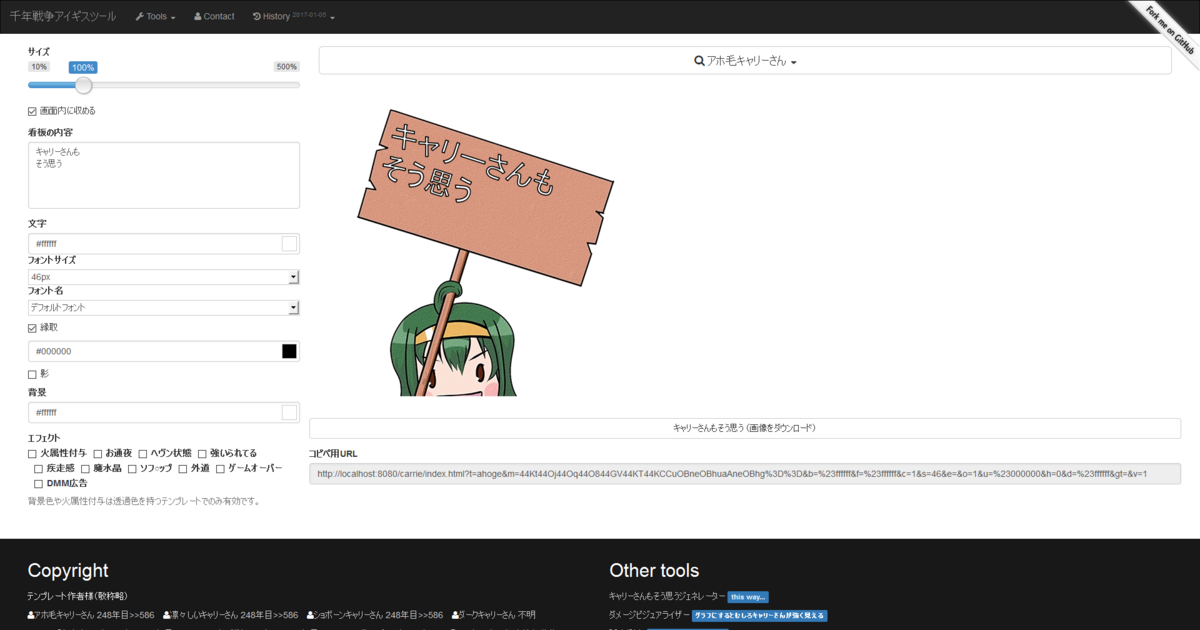 千年戦争アイギスツール Tools Contact History 2017-01-05
Fork me on GitHub
サイズ
10% 100% 500%
アホ毛キャリーさん
画面内に収める
看板の内容
キャリーさんも
そう思う
キャリーさんも
そう思う
文字
#ffffff
フォントサイズ
46px
フォント名
デフォルトフォント
縁取
#000000
影
背景
#ffffff
キャリーさんもそう思う (画像をダウンロード)
エフェクト
火属性付与 お通夜 ヘヴン状態 強いられてる
疾走感 魔水晶 ソフマップ 外道 ゲームオーバー
DMM広告
背景色や火属性付与は透過色を持つテンプレートでのみ有効です。
コピペ用URL
http://localhost:8080/carrie/index.html?t=ahoge&m=44Kt44Oj44Oq44O844GV44KT44KCCuOBneOBhuaAneOBhg%3D%3D&b=%23ffffff&f=%23ffffff&c=1&s=46&e=&o=1&u=%23000000&h=0&d=%23ffffff&gt=&v=1
Copyright
テンプレート作者様(敬称略)
アホ毛キャリーさん 248年目>>586 凛々しいキャリーさん 248年目>>586 ショボーンキャリーさん 248年目>>586 ダークキャリーさん 不明
Other tools
キャリーさんもそう思うジェネレーター this way...
ダメージビジュアライザー グラフにするとむしろキャリーさんが強く見える